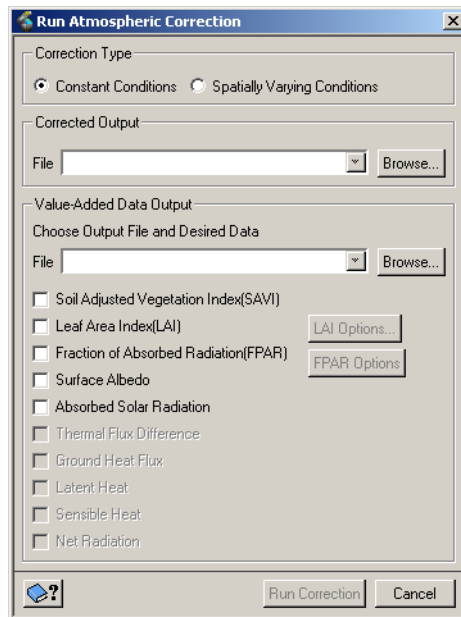 Run Atmospheric Correction
Correction Type
Constant Conditions Spatially Varying Conditions
Corrected Output
File Browse...
Value-Added Data Output
Choose Output File and Desired Data
File Browse...
Soil Adjusted Vegetation Index(SAVI)
Leaf Area Index(LAI) LAI Options...
Fraction of Absorbed Radiation(FPAR) FPAR Options
Surface Albedo
Absorbed Solar Radiation
Thermal Flux Difference
Ground Heat Flux
Latent Heat
Sensible Heat
Net Radiation
? Run Correction Cancel